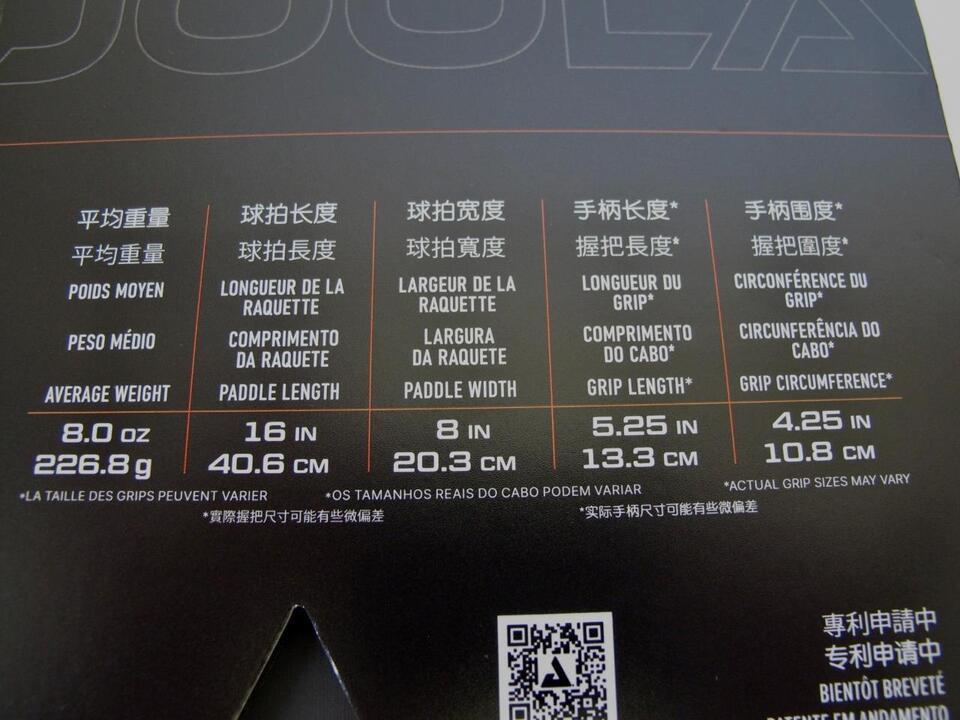 JOOLA
平均重量 球拍长度 球拍宽度 手柄长度* 手柄围度*
平均重量 球拍長度 球拍寬度 握把長度* 握把圍度*
POIDS MOYEN LONGUEUR DE LA RAQUETTE LARGEUR DE LA RAQUETTE LONGUEUR DU GRIP* CIRCONFÉRENCE DU GRIP*
PESO MÉDIO COMPRIMENTO DA RAQUETE LARGURA DA RAQUETE COMPRIMENTO DO CABO* CIRCUNFERÊNCIA DO CABO*
AVERAGE WEIGHT PADDLE LENGTH PADDLE WIDTH GRIP LENGTH* GRIP CIRCUMFERENCE*
8.0 OZ 16 IN 8 IN 5.25 IN 4.25 IN
226.8 g 40.6 CM 20.3 CM 13.3 CM 10.8 CM
*LA TAILLE DES GRIPS PEUVENT VARIER *OS TAMANHOS REAIS DO CABO PODEM VARIAR *ACTUAL GRIP SIZES MAY VARY
*實際握把尺寸可能有些微偏差 *实际手柄尺寸可能有些微偏差
專利申請中
专利申请中
BIENTÔT BREVETÉ
PATENTE EM ANDAMENTO